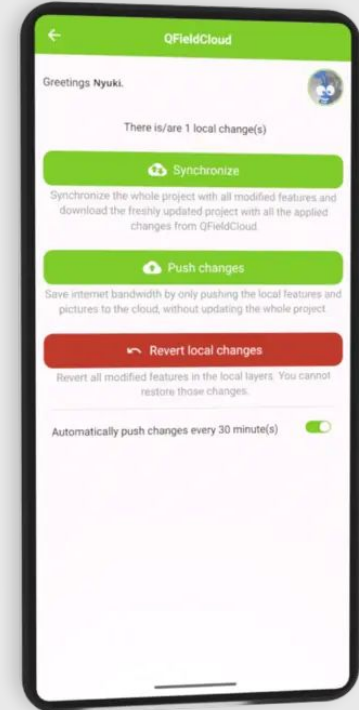 QFieldCloud
Greetings Nyuki.
There is/are 1 local change(s)
Synchronize
Synchronize the whole project with all modified features and
download the freshly updated project with all the applied
changes from QFieldCloud.
Push changes
Save internet bandwidth by only pushing the local features and
pictures to the cloud, without updating the whole project
Revert local changes
Revert all modified features in the local layers. You cannot
restore those changes.
Automatically push changes every 30 minute(s)